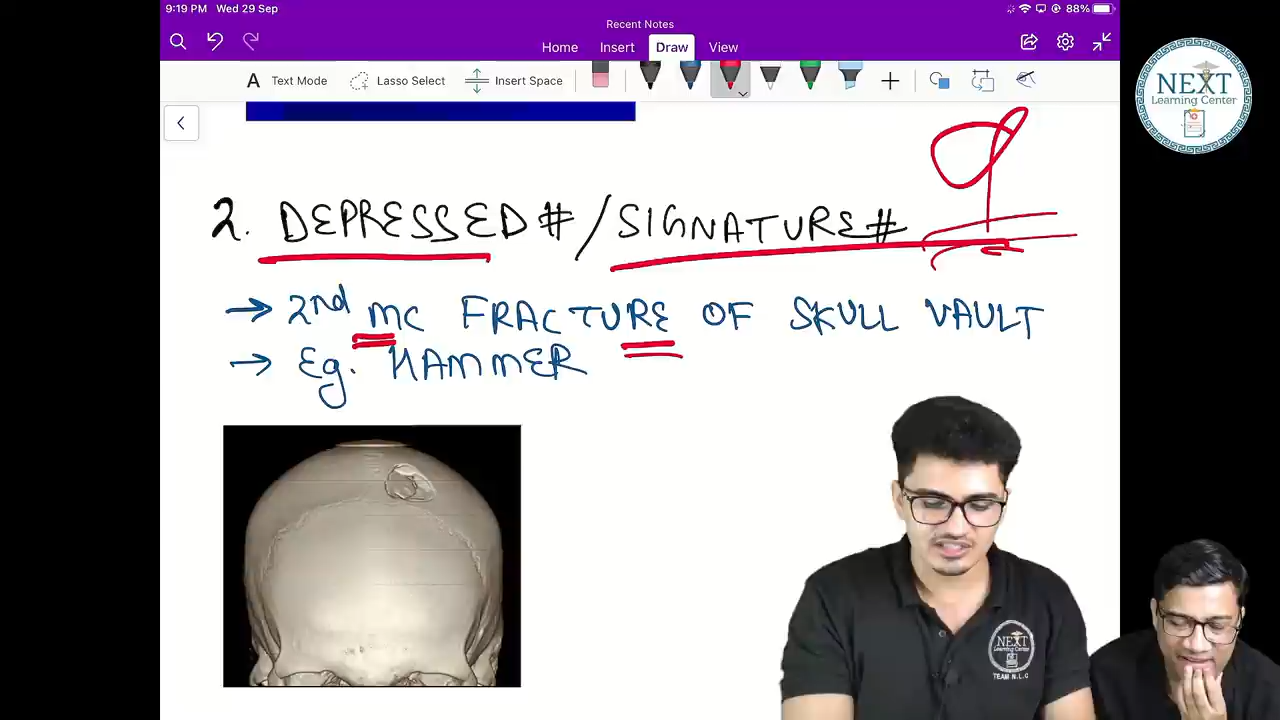 9:19 PM Wed 29 Sep
88%
Recent Notes
Home Insert Draw View
A Text Mode Lasso Select Insert Space
NEXT
Learning Center
2. DEPRESSED # / SIGNATURE #
→ 2nd MC FRACTURE OF SKULL VAULT
→ Eg. HAMMER
NEXT
Learning Center
TEAM N.L.C